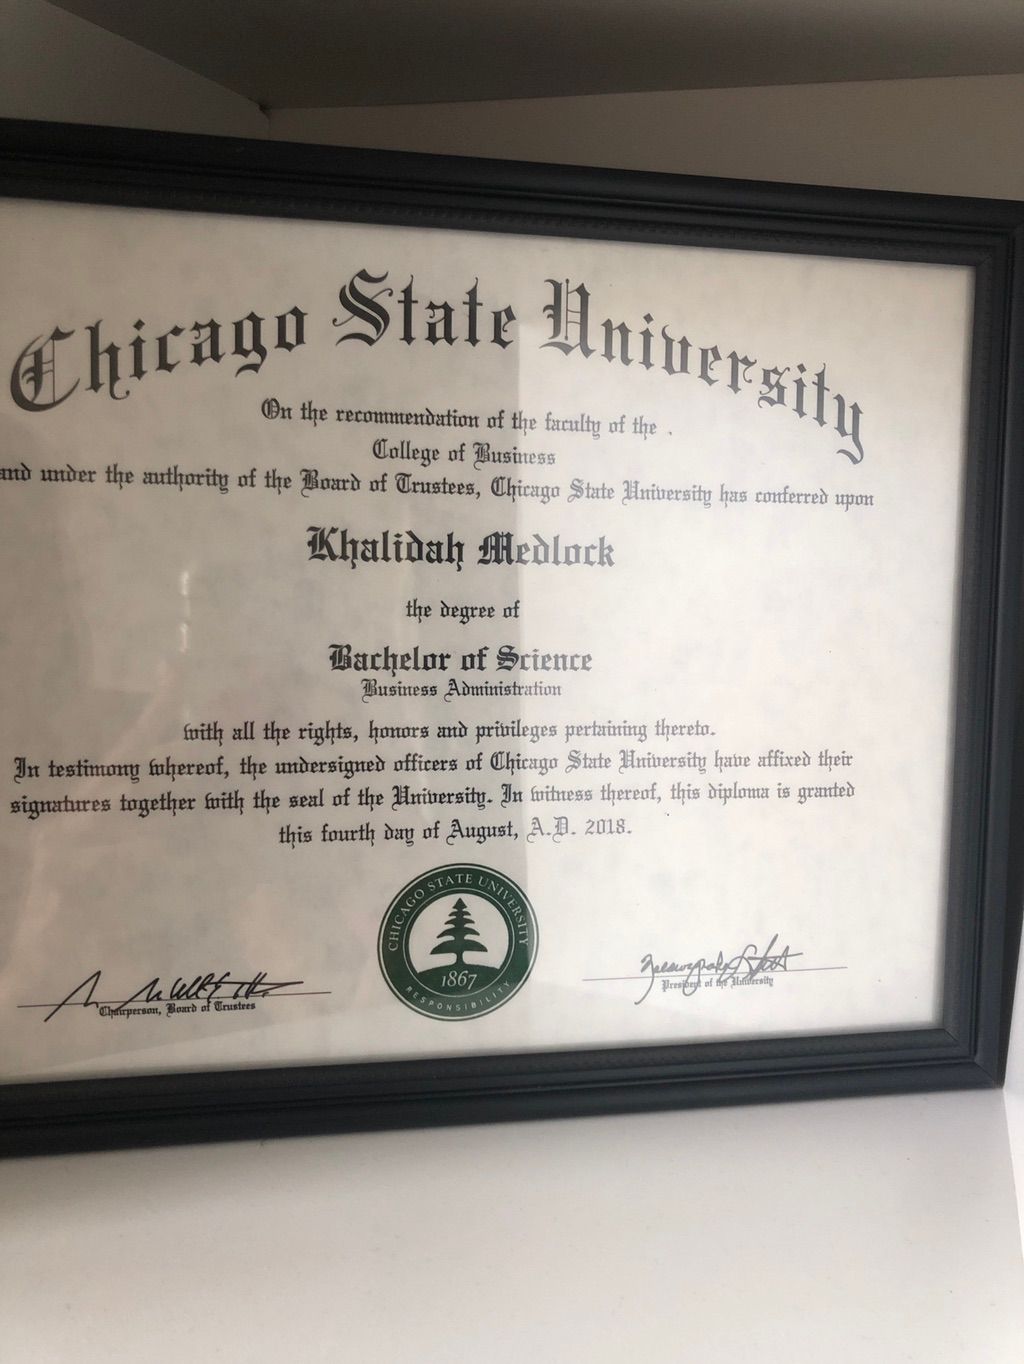 Chicago State University
On the recommendation of the faculty of the .
College of Business
and under the authority of the Board of Trustees, Chicago State University has conferred upon
Khalidah Medlock
the degree of
Bachelor of Science
Business Administration
with all the rights, honors and privileges pertaining thereto.
In testimony whereof, the undersigned officers of Chicago State University have affixed their
signatures together with the seal of the University. In witness thereof, this diploma is granted
this fourth day of August, A.D. 2018.
CHICAGO STATE UNIVERSITY
1867
RESPONSIBILITY
Chairperson, Board of Trustees
President of the University